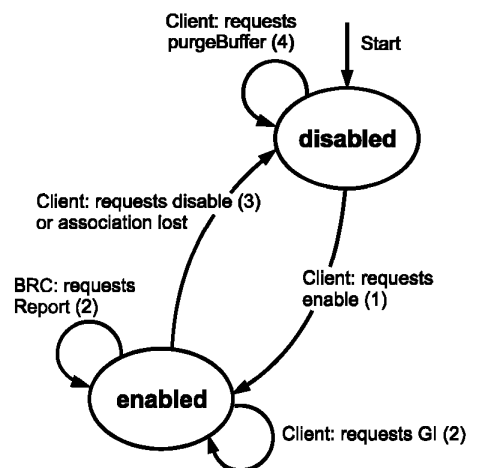 Client: requests
purgeBuffer (4)
Start
disabled
Client: requests disable (3)
or association lost
Client: requests
enable (1)
BRC: requests
Report (2)
enabled
Client: requests GI (2)